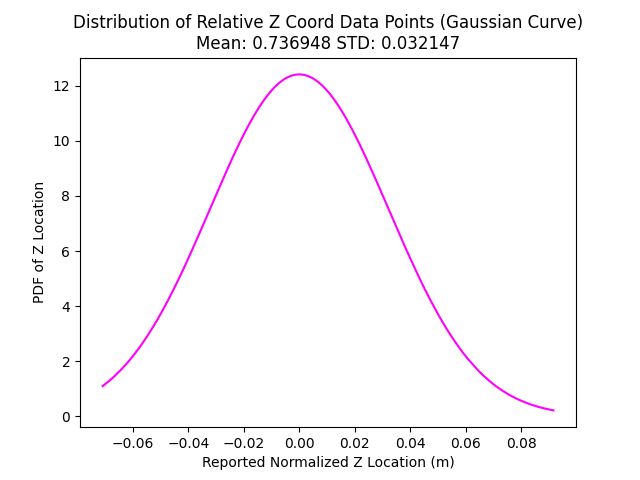 Distribution of Relative Z Coord Data Points (Gaussian Curve)
Mean: 0.736948 STD: 0.032147
12
10
8
6
4
2
0
PDF of Z Location
−0.06 −0.04 −0.02 0.00 0.02 0.04 0.06 0.08
Reported Normalized Z Location (m)